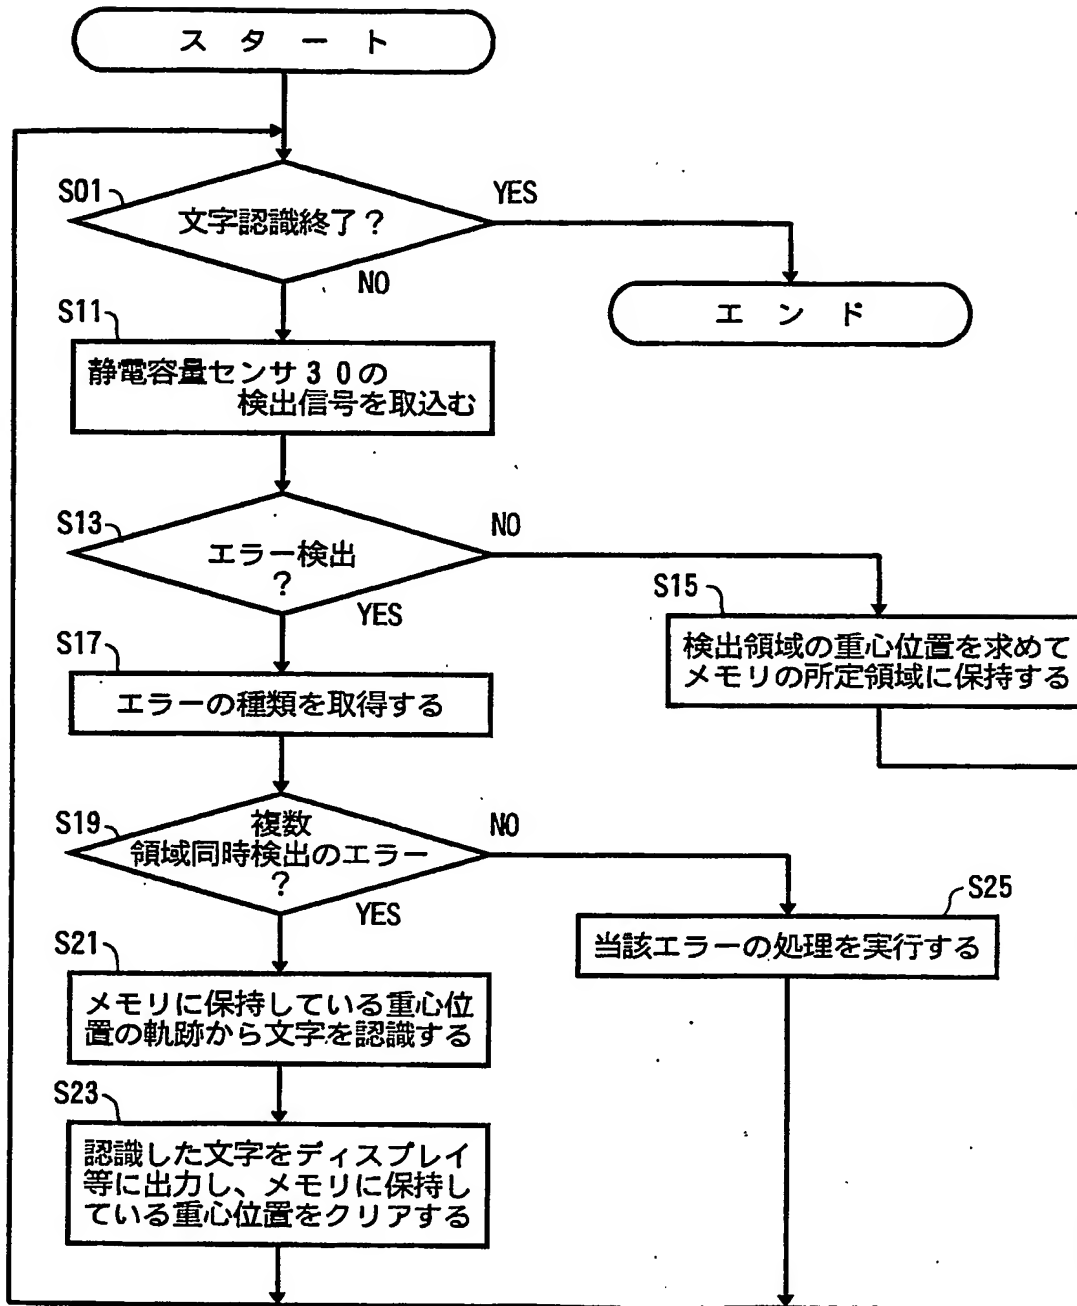 スタート
S01
文字認識終了？
YES
NO
エンド
S11
静電容量センサ３０の
検出信号を取込む
S13
エラー検出
？
NO
YES
S15
検出領域の重心位置を求めて
メモリの所定領域に保持する
S17
エラーの種類を取得する
S19
複数
領域同時検出のエラー
？
NO
YES
S25
当該エラーの処理を実行する
S21
メモリに保持している重心位
置の軌跡から文字を認識する
S23
認識した文字をディスプレイ
等に出力し、メモリに保持し
ている重心位置をクリアする